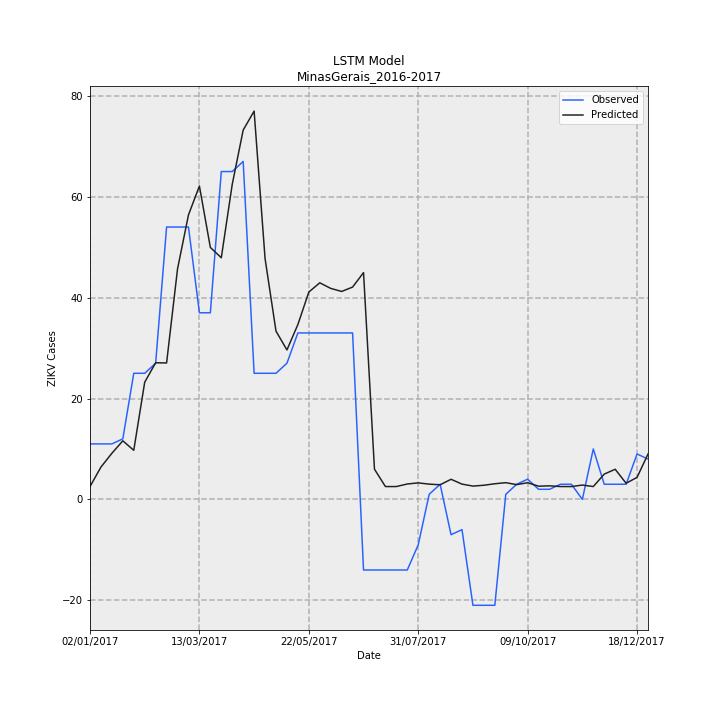 LSTM Model
MinasGerais_2016-2017
Observed
Predicted
80
60
40
20
0
−20
ZIKV Cases
02/01/2017
13/03/2017
22/05/2017
31/07/2017
09/10/2017
18/12/2017
Date